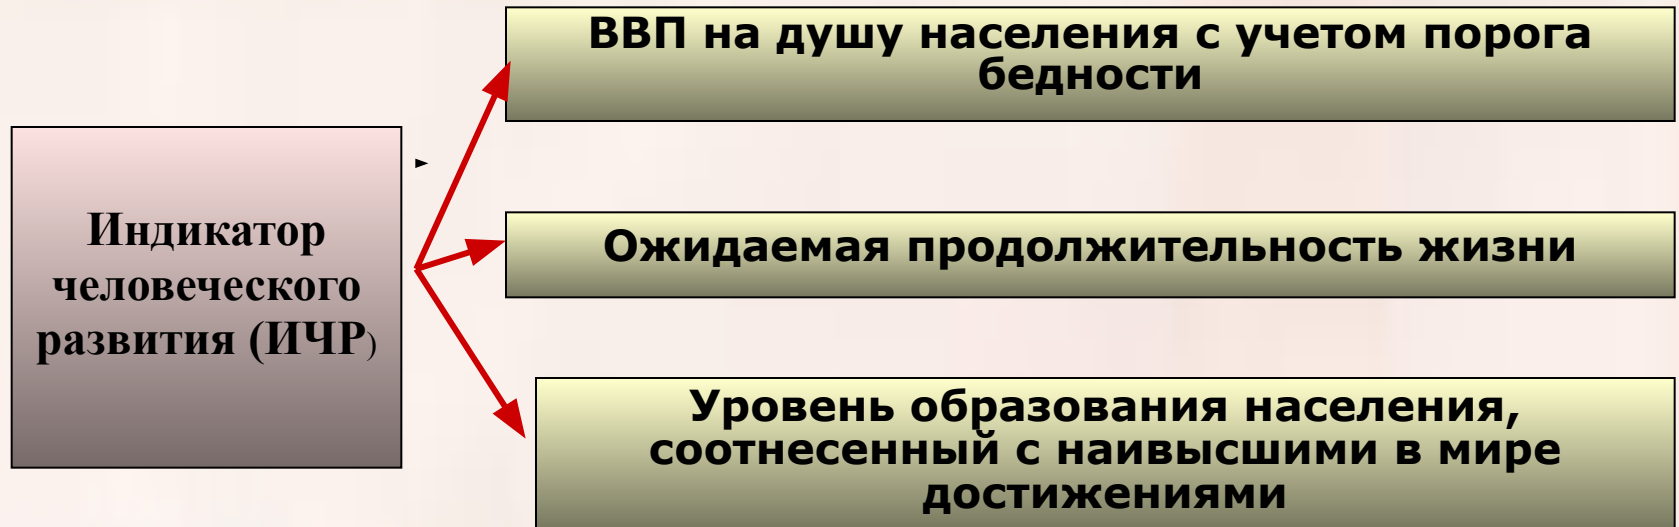 ВВП на душу населения с учетом порога
бедности
Индикатор
человеческого
развития (ИЧР)
Ожидаемая продолжительность жизни
Уровень образования населения,
соотнесенный с наивысшими в мире
достижениями